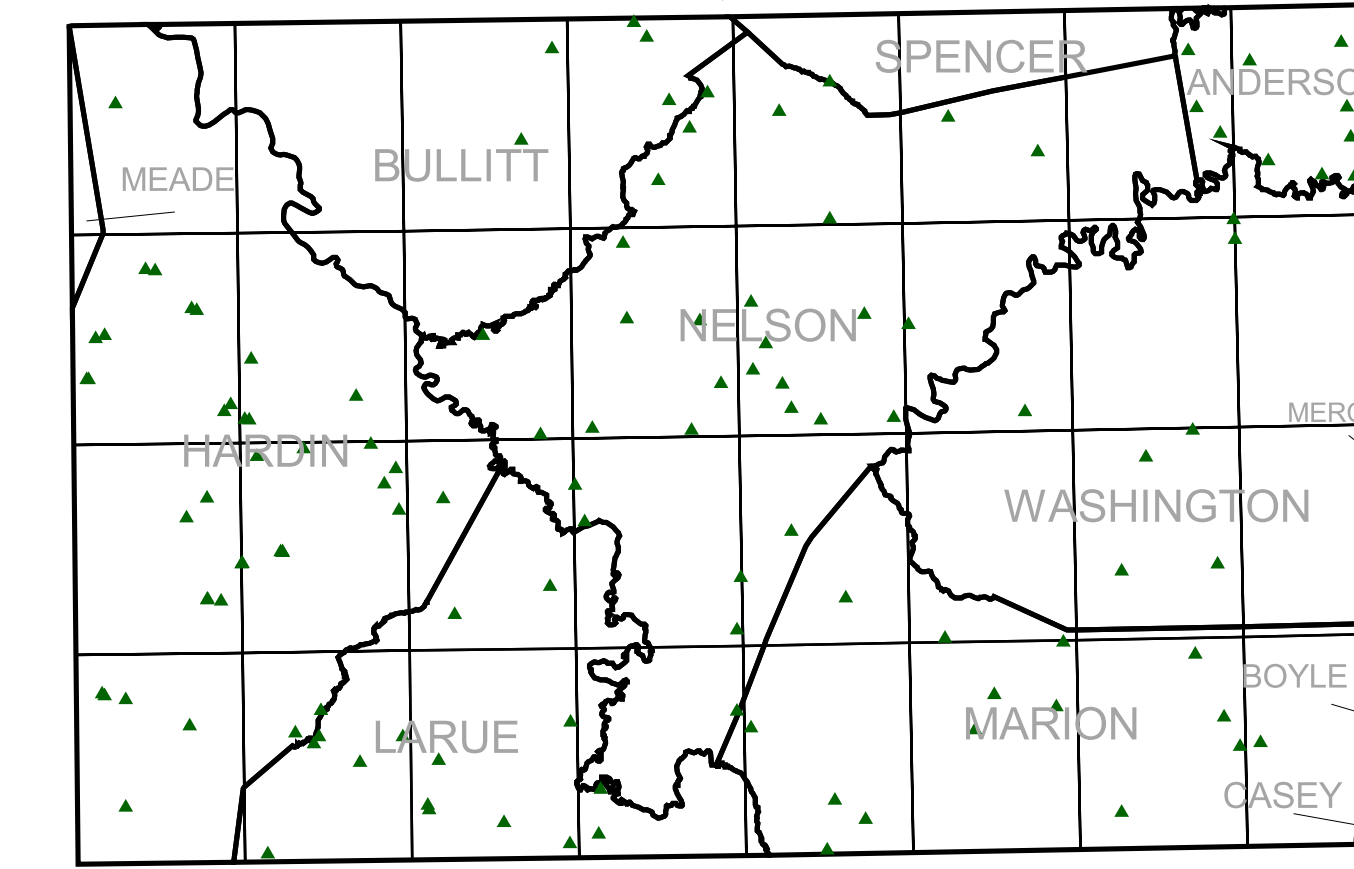 SPENCER
ANDERSO
BULLITT
MEADE
NELSON
MERC
HARDIN
WASHINGTON
BOYLE
LARUE
MARION
CASEY